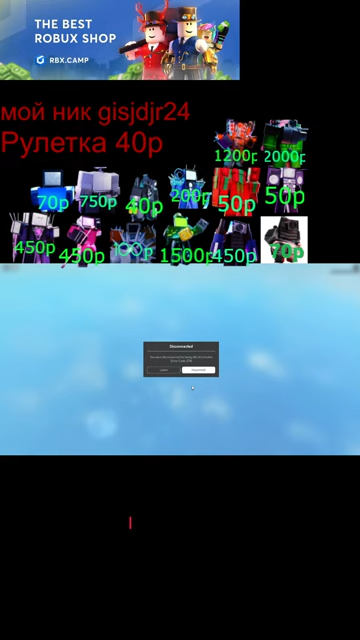 THE BEST
ROBUX SHOP
RBX.CAMP
мой ник gisjdjr24
Рулетка 40р
1200р 2000р
70р 750р 40р 200р 50р 50р
450р 450р 100р 1500р 450р 70р
Disconnected